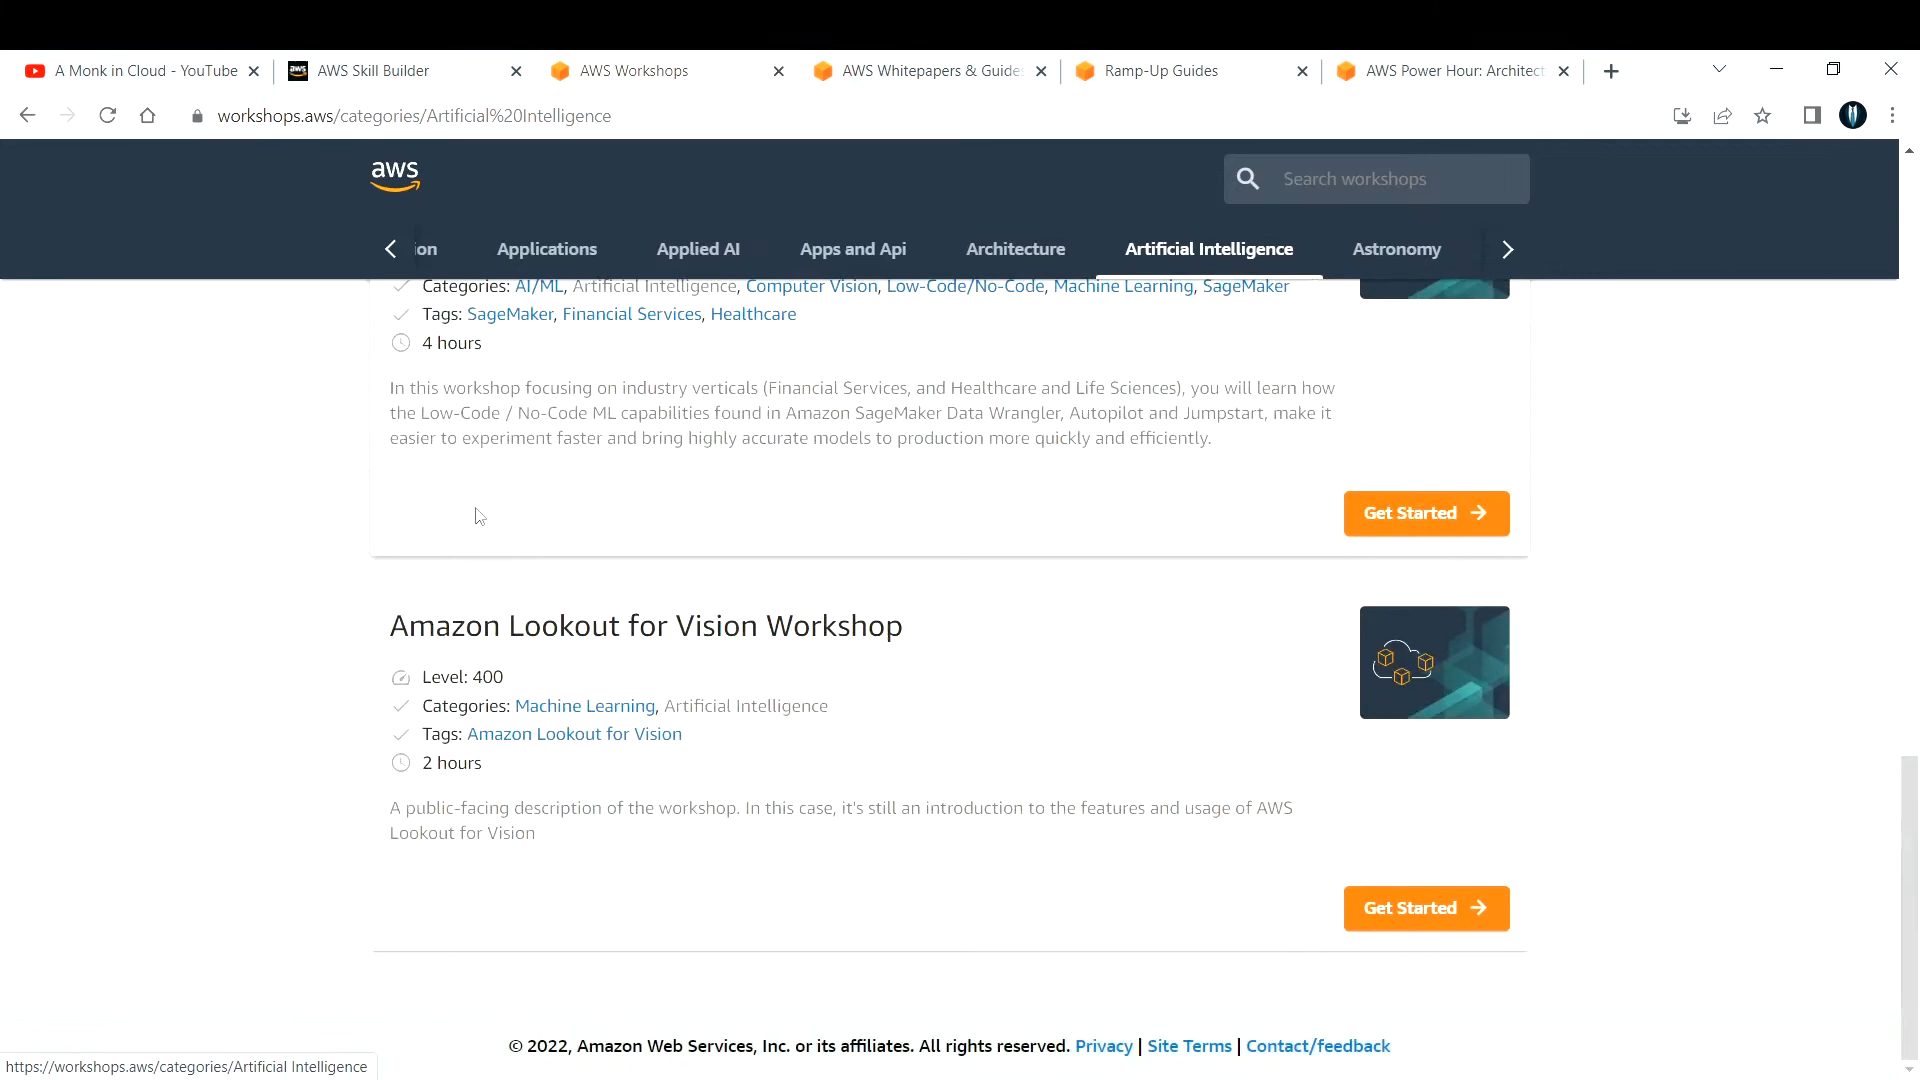 A Monk in Cloud - YouTube
AWS Skill Builder
AWS Workshops
AWS Whitepapers & Guide
Ramp-Up Guides
AWS Power Hour: Architect
workshops.aws/categories/Artificial%20Intelligence
aws
Search workshops
ion
Applications
Applied AI
Apps and Api
Architecture
Artificial Intelligence
Astronomy
Categories: AI/ML, Artificial Intelligence, Computer Vision, Low-Code/No-Code, Machine Learning, SageMaker
Tags: SageMaker, Financial Services, Healthcare
4 hours
In this workshop focusing on industry verticals (Financial Services, and Healthcare and Life Sciences), you will learn how
the Low-Code / No-Code ML capabilities found in Amazon SageMaker Data Wrangler, Autopilot and Jumpstart, make it
easier to experiment faster and bring highly accurate models to production more quickly and efficiently.
Get Started
Amazon Lookout for Vision Workshop
Level: 400
Categories: Machine Learning, Artificial Intelligence
Tags: Amazon Lookout for Vision
2 hours
A public-facing description of the workshop. In this case, it's still an introduction to the features and usage of AWS
Lookout for Vision
Get Started
© 2022, Amazon Web Services, Inc. or its affiliates. All rights reserved. Privacy | Site Terms | Contact/feedback
https://workshops.aws/categories/Artificial Intelligence